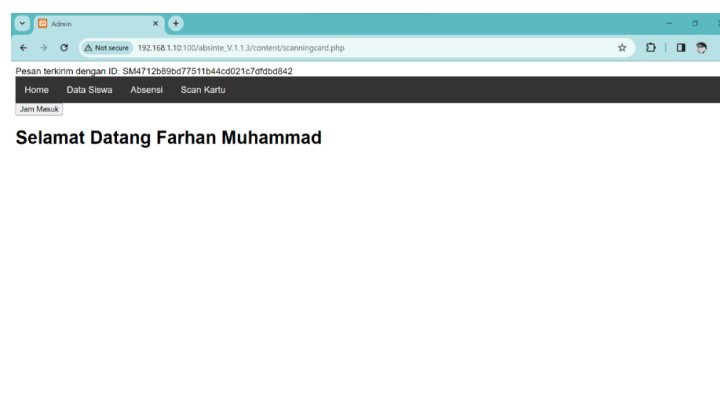 Admin
Not secure 192.168.1.10:100/absinte_V.1.1.3/content/scanningcard.php
Pesan terkirim dengan ID: SM4712b89bd77511b44cd021c7dfdbd842
Home Data Siswa Absensi Scan Kartu
Jam Masuk
Selamat Datang Farhan Muhammad